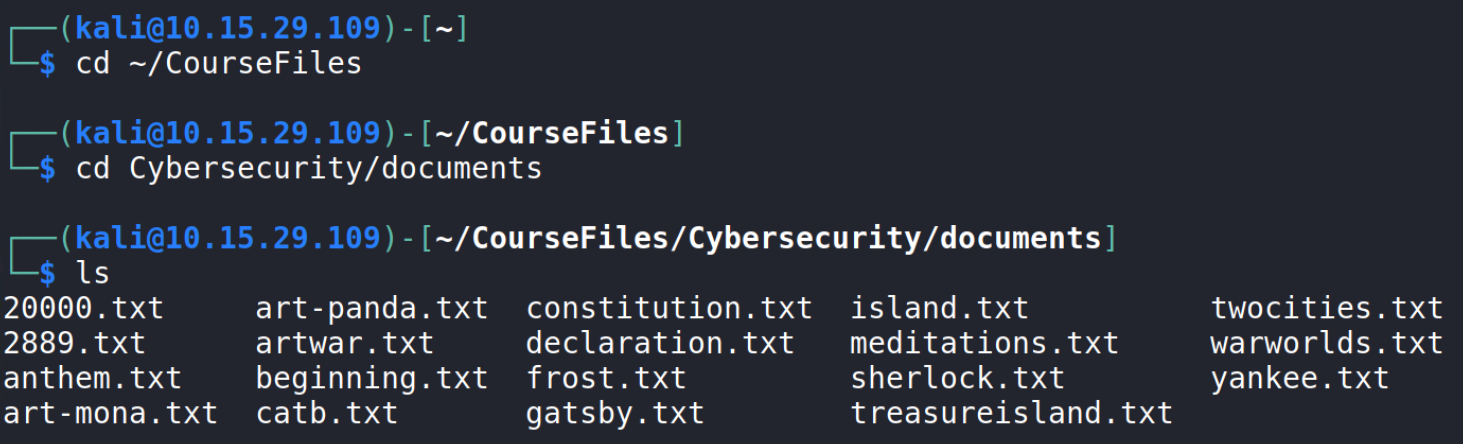 ┌──(kali@10.15.29.109)-[~]
└─$ cd ~/CourseFiles
┌──(kali@10.15.29.109)-[~/CourseFiles]
└─$ cd Cybersecurity/documents
┌──(kali@10.15.29.109)-[~/CourseFiles/Cybersecurity/documents]
└─$ ls
20000.txt     art-panda.txt  constitution.txt  island.txt          twocities.txt
2889.txt      artwar.txt     declaration.txt   meditations.txt     warworlds.txt
anthem.txt    beginning.txt  frost.txt         sherlock.txt        yankee.txt
art-mona.txt  catb.txt       gatsby.txt        treasureisland.txt